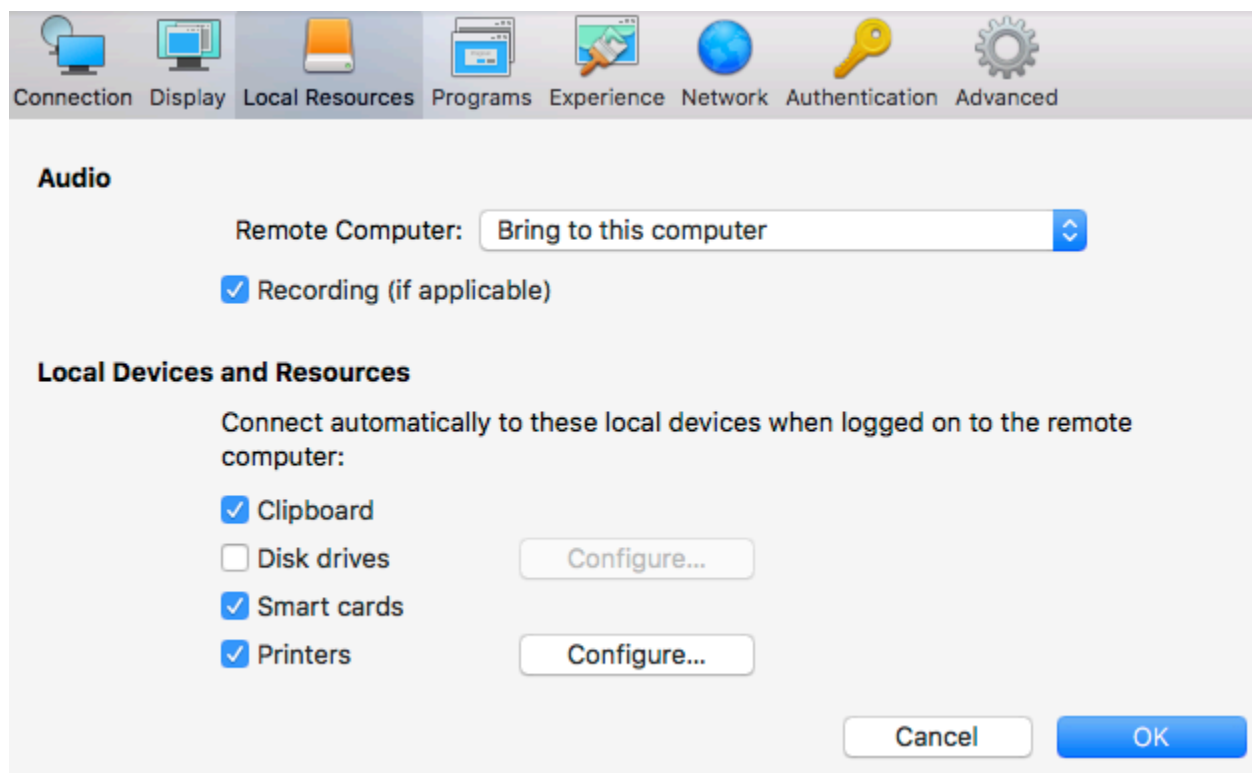 Connection Display Local Resources Programs Experience Network Authentication Advanced
Audio
Remote Computer: Bring to this computer
Recording (if applicable)
Local Devices and Resources
Connect automatically to these local devices when logged on to the remote
computer:
Clipboard
Disk drives Configure...
Smart cards
Printers Configure...
Cancel OK